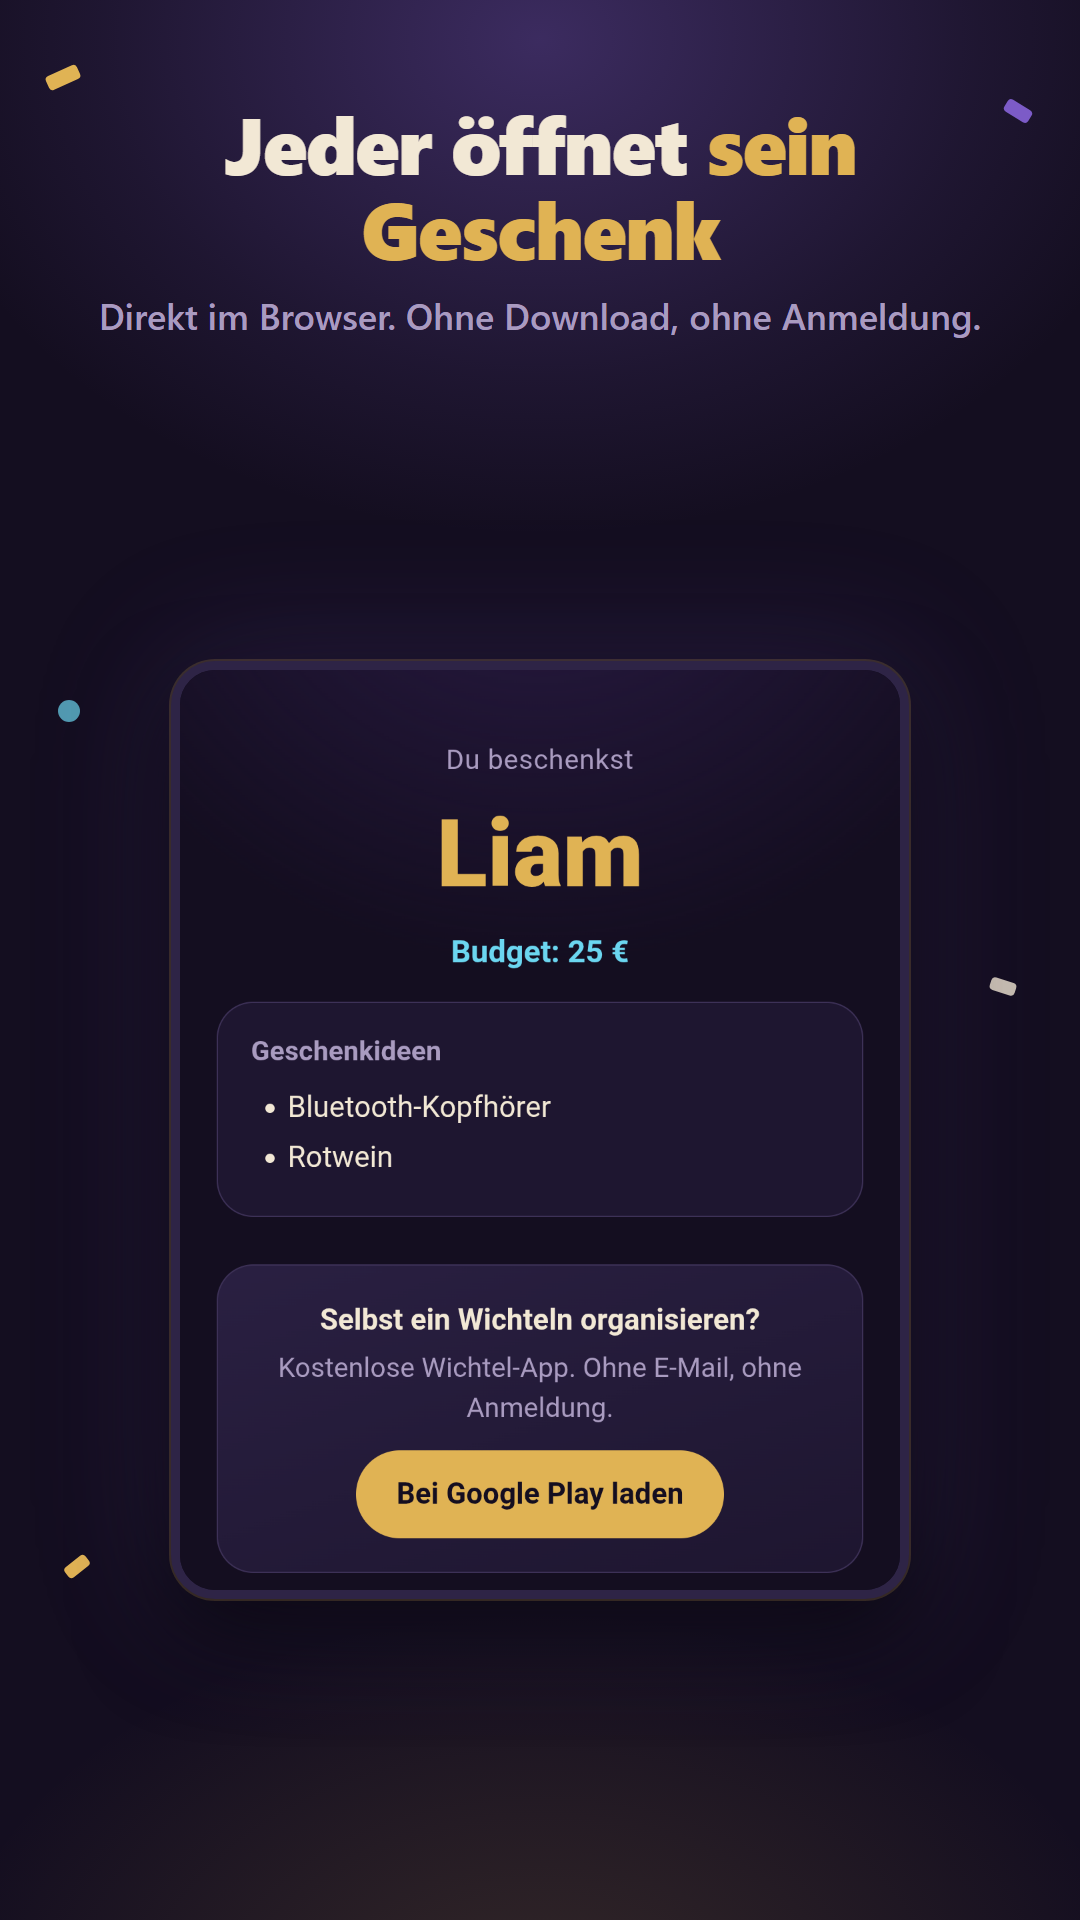 Jeder öffnet sein
Geschenk
Direkt im Browser. Ohne Download, ohne Anmeldung.
Du beschenkst
Liam
Budget: 25 €
Geschenkideen
• Bluetooth-Kopfhörer
• Rotwein
Selbst ein Wichteln organisieren?
Kostenlose Wichtel-App. Ohne E-Mail, ohne
Anmeldung.
Bei Google Play laden